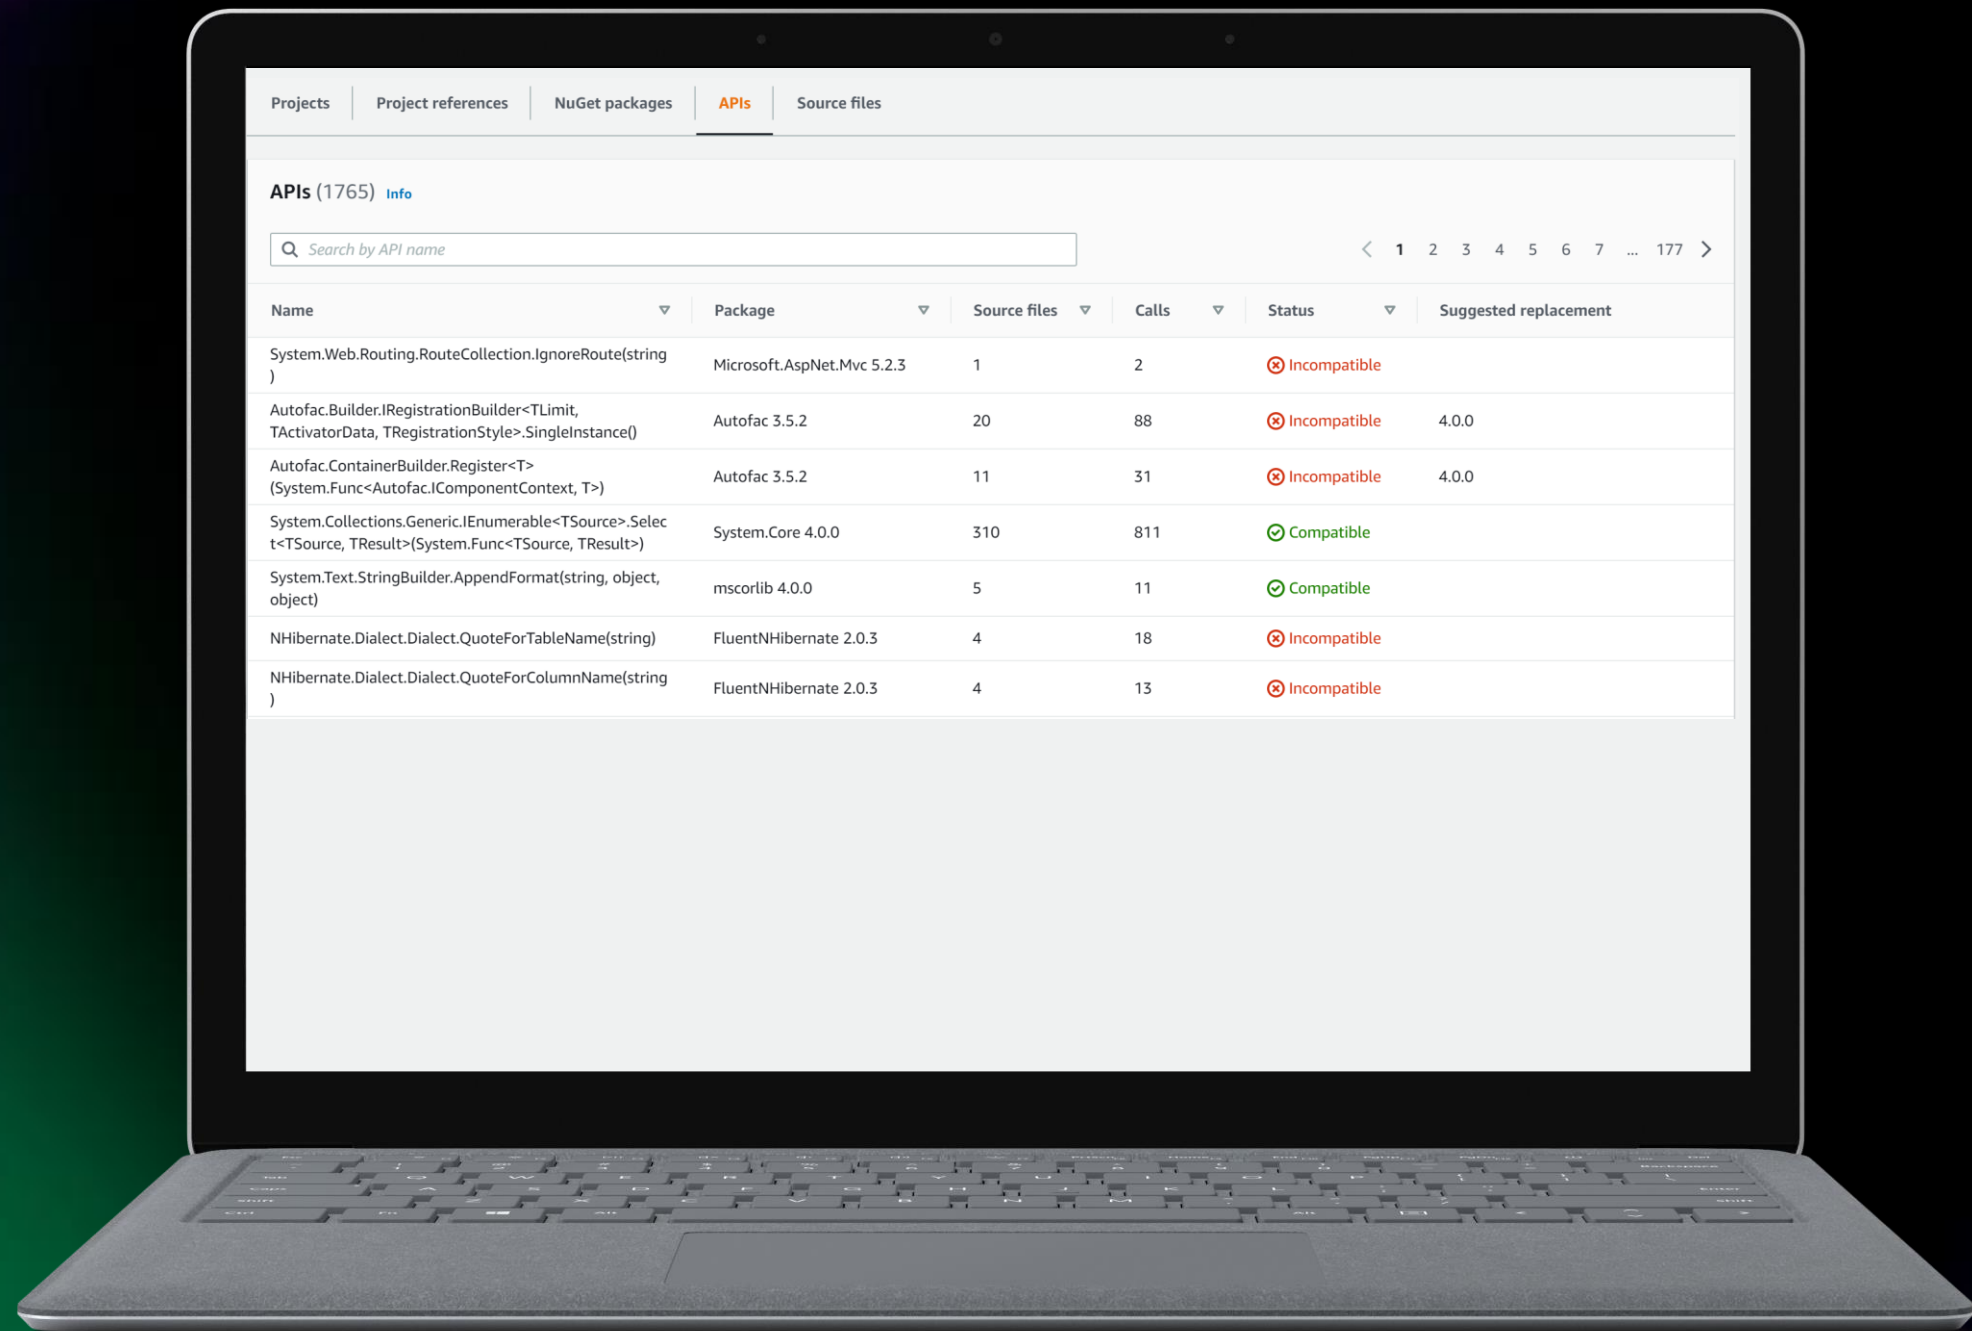 Projects Project references NuGet packages APIs Source files
APIs (1765) Info
Search by API name
1 2 3 4 5 6 7 ... 177
Name Package Source files Calls Status Suggested replacement
System.Web.Routing.RouteCollection.IgnoreRoute(string
) Microsoft.AspNet.Mvc 5.2.3 1 2 Incompatible
Autofac.Builder.IRegistrationBuilder<TLimit,
TActivatorData, TRegistrationStyle>.SingleInstance() Autofac 3.5.2 20 88 Incompatible 4.0.0
Autofac.ContainerBuilder.Register<T>
(System.Func<Autofac.IComponentContext, T>) Autofac 3.5.2 11 31 Incompatible 4.0.0
System.Collections.Generic.IEnumerable<TSource>.Selec
t<TSource, TResult>(System.Func<TSource, TResult>) System.Core 4.0.0 310 811 Compatible
System.Text.StringBuilder.AppendFormat(string, object,
object) mscorlib 4.0.0 5 11 Compatible
NHibernate.Dialect.Dialect.QuoteForTableName(string) FluentNHibernate 2.0.3 4 18 Incompatible
NHibernate.Dialect.Dialect.QuoteForColumnName(string
) FluentNHibernate 2.0.3 4 13 Incompatible